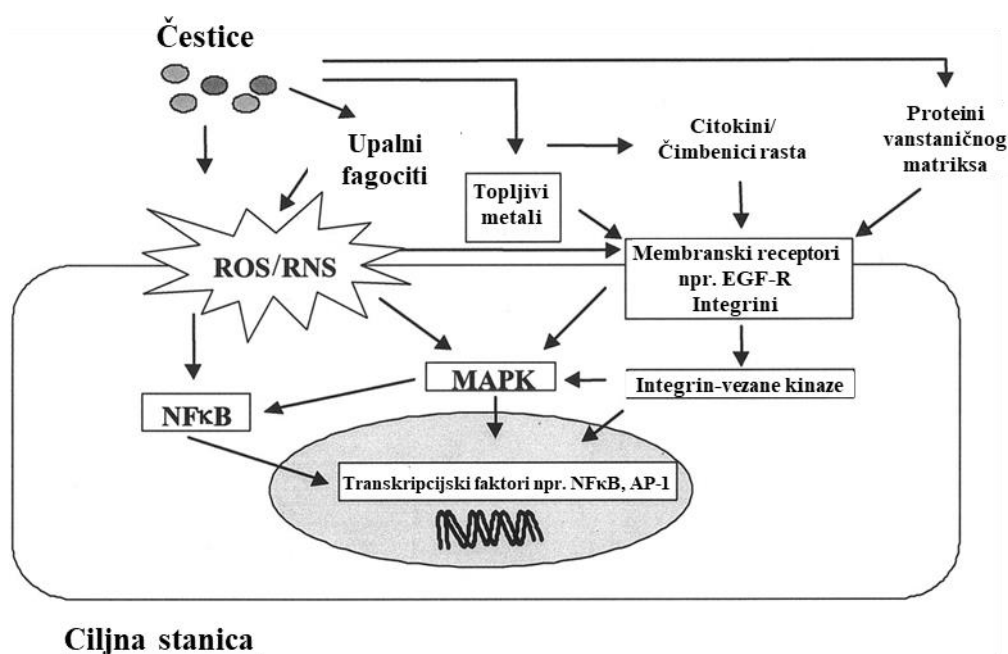 Čestice
Upalni
fagociti
Citokini/
Čimbenici rasta
Proteini
vanstaničnog
matriksa
Topljivi
metali
ROS/RNS
Membranski receptori
npr. EGF-R
Integrini
MAPK
Integrin-vezane kinaze
NFκB
Transkripcijski faktori npr. NFκB, AP-1
Ciljna stanica